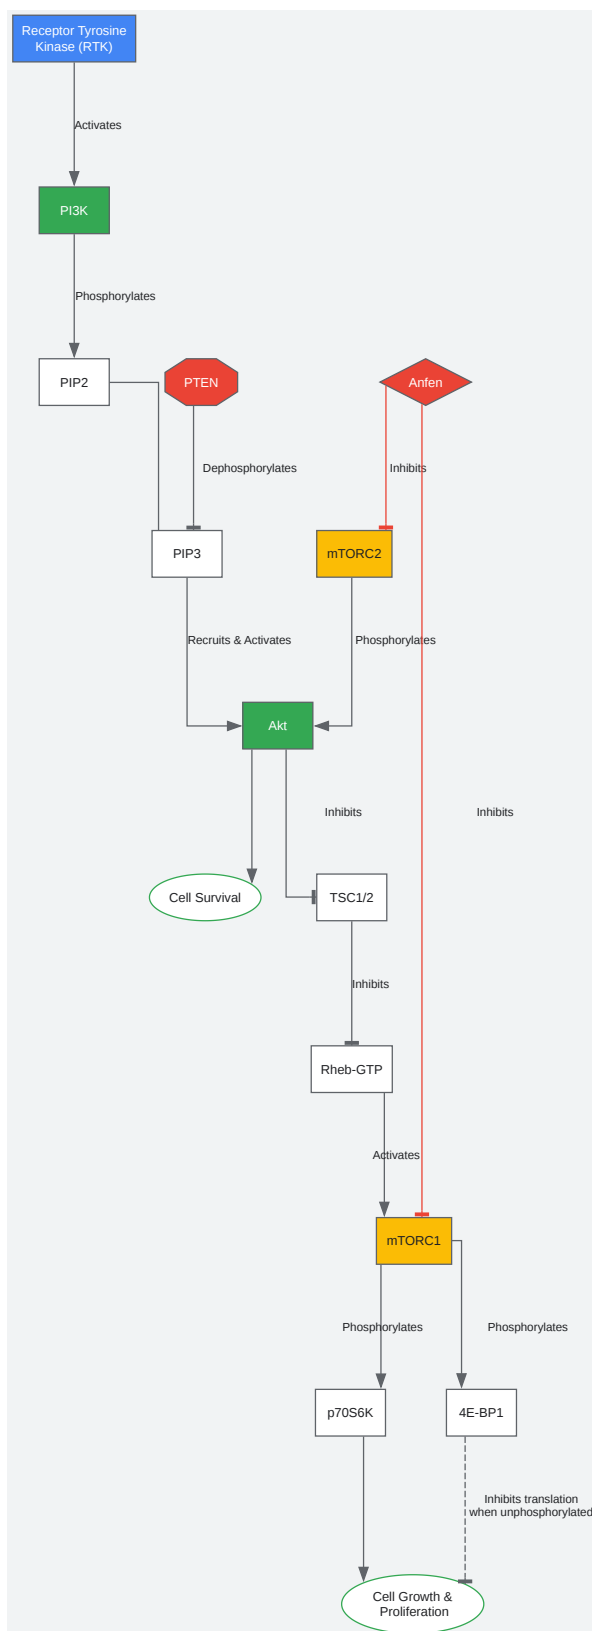 Receptor Tyrosine
Kinase (RTK)
Activates
PI3K
Phosphorylates
PIP2
PTEN
Anfen
Dephosphorylates
Inhibits
PIP3
mTORC2
Recruits & Activates
Phosphorylates
Akt
Inhibits
Inhibits
Cell Survival
TSC1/2
Inhibits
Rheb-GTP
Activates
mTORC1
Phosphorylates
Phosphorylates
p70S6K
4E-BP1
Inhibits translation
when unphosphorylated
Cell Growth &
Proliferation